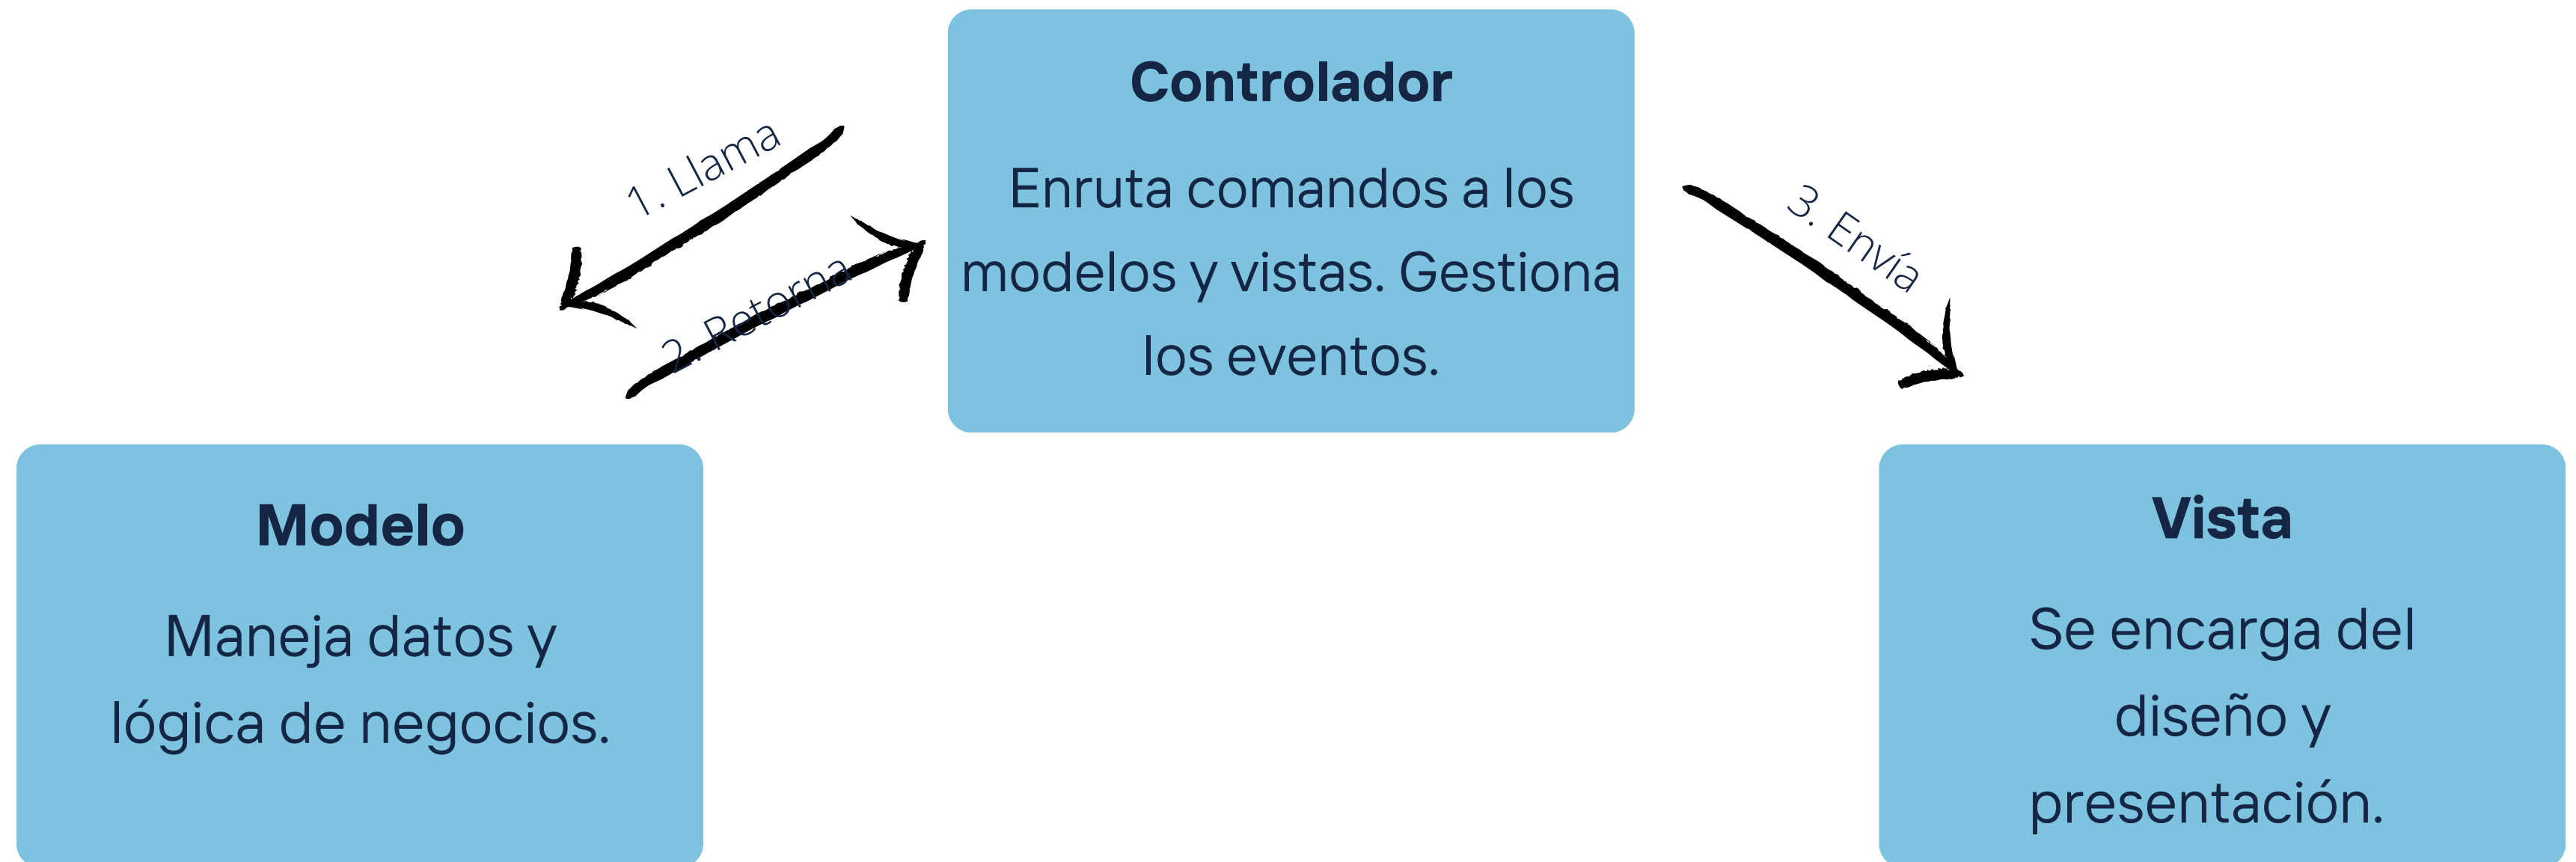 Controlador
Enruta comandos a los
modelos y vistas. Gestiona
los eventos.
1. Llama
2. Retorna
3. Envía
Modelo
Maneja datos y
lógica de negocios.
Vista
Se encarga del
diseño y
presentación.